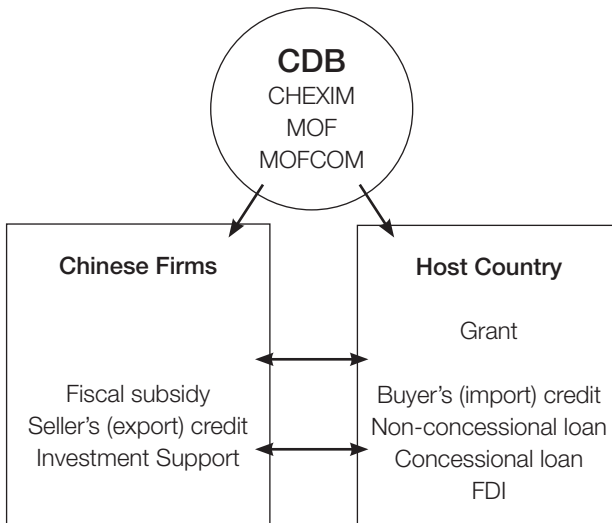 CDB
CHEXIM
MOF
MOFCOM
Chinese Firms
Fiscal subsidy
Seller’s (export) credit
Investment Support
Host Country
Grant
Buyer’s (import) credit
Non-concessional loan
Concessional loan
FDI